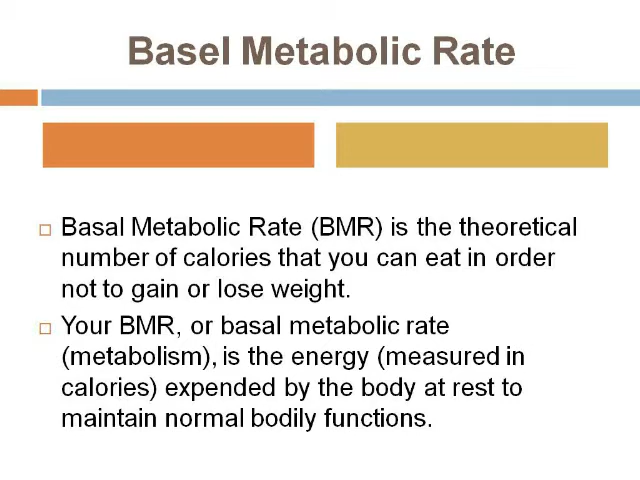 Basel Metabolic Rate
Basal Metabolic Rate (BMR) is the theoretical
number of calories that you can eat in order
not to gain or lose weight.
Your BMR, or basal metabolic rate
(metabolism), is the energy (measured in
calories) expended by the body at rest to
maintain normal bodily functions.